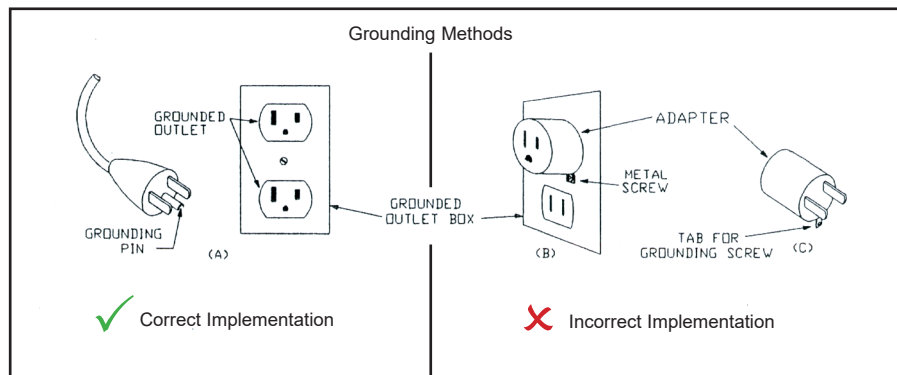 Grounding Methods
GROUNDED
OUTLET
GROUNDING
PIN
(A)
GROUNDED
OUTLET BOX
ADAPTER
METAL
SCREW
(B)
TAB FOR
GROUNDING SCREW
(C)
Correct Implementation
Incorrect Implementation